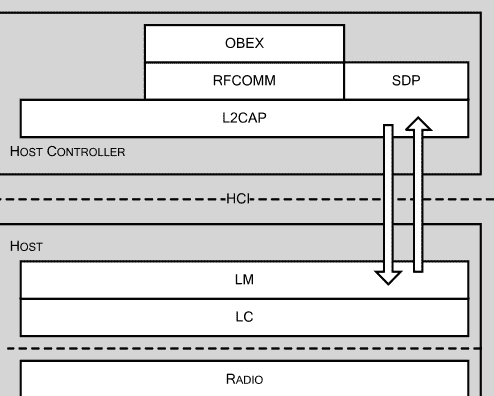 OBEX
RFCOMM
SDP
L2CAP
HOST CONTROLLER
HCI
HOST
LM
LC
RADIO